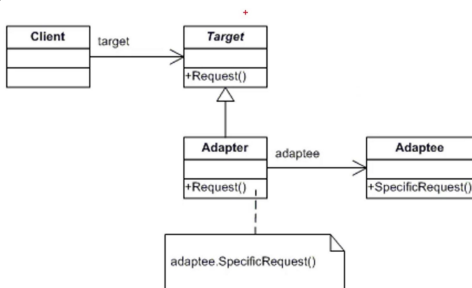 Client
target
Target
+Request()
Adapter
adaptee
Adaptee
+Request()
+SpecificRequest()
adaptee.SpecificRequest()